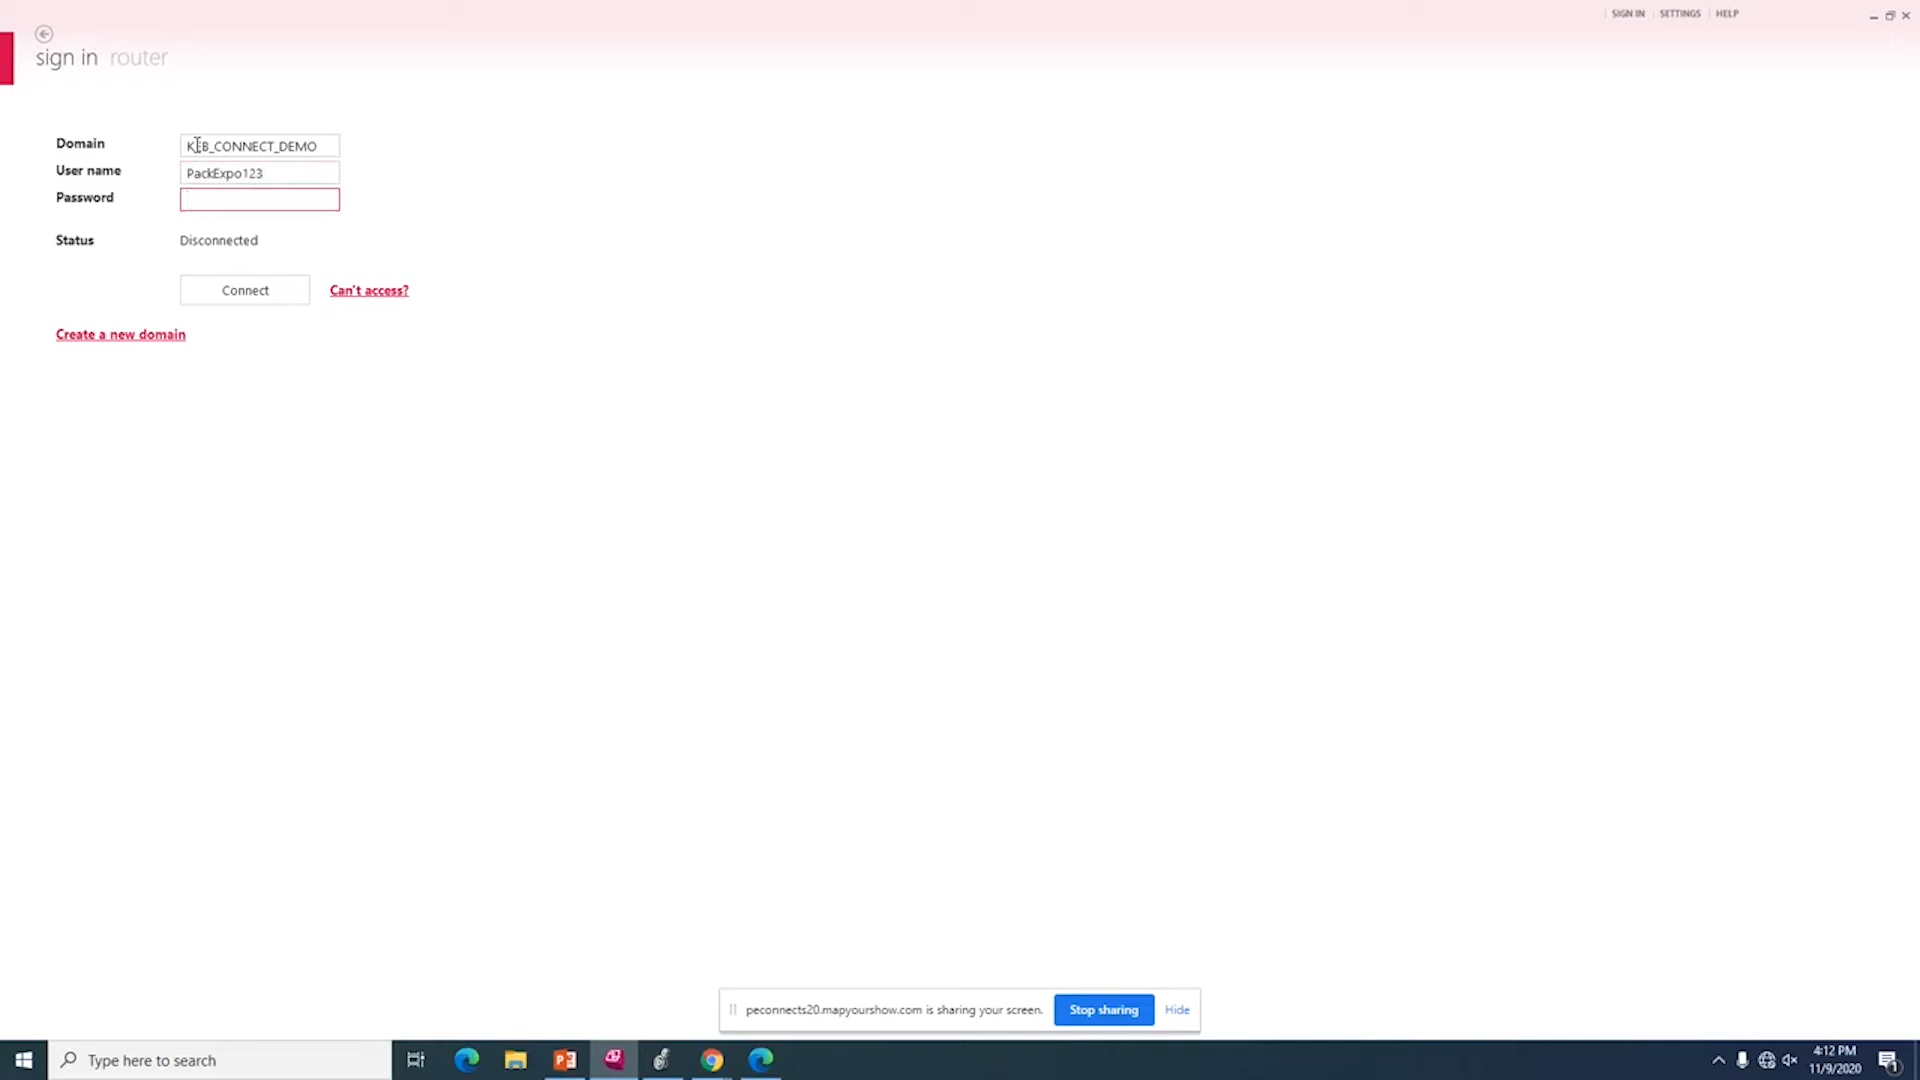 SIGN IN SETTINGS HELP
sign in router
Domain KEB_CONNECT_DEMO
User name PackExpo123
Password
Status Disconnected
Connect Can't access?
Create a new domain
peconnects20.mapyourshow.com is sharing your screen. Stop sharing Hide
Type here to search
4:12 PM
11/9/2020
1